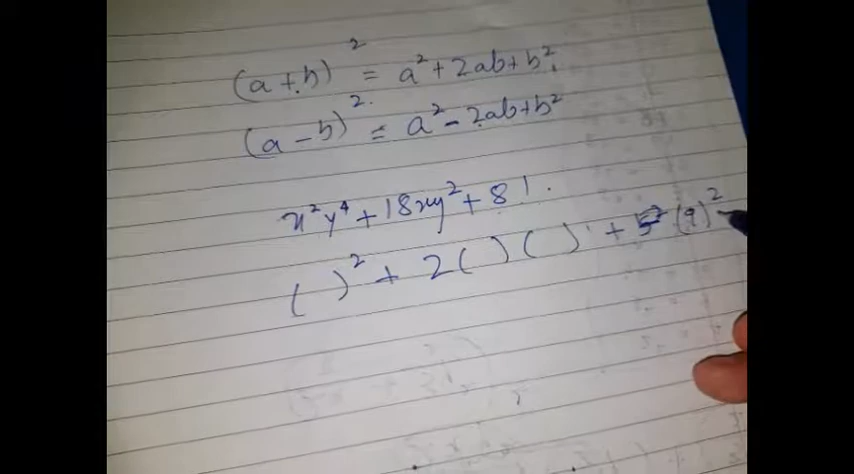 (a + b)² = a² + 2ab + b²
(a - b)² = a² - 2ab + b²
x²y⁴ + 18xy² + 81.
( )² + 2( )( ) + (9)²